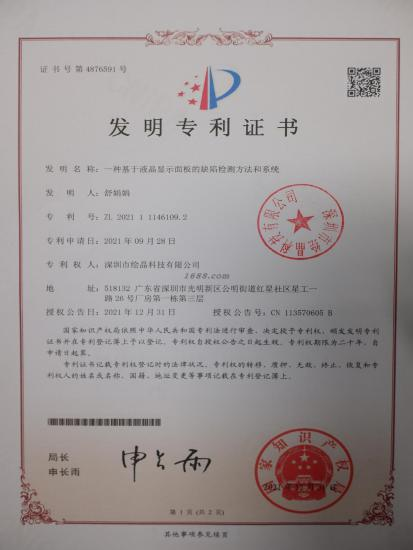 证书号第4876591号
发明专利证书
发明名称：一种基于液晶显示面板的缺陷检测方法和系统
发明人：舒娟娟
专利号：ZL 2021 1 1146109.2
专利申请日：2021年09月28日
专利权人：深圳市绘晶科技有限公司
1688.com
地址：518132 广东省深圳市光明新区公明街道红星社区星工一
路26号厂房第一栋第三层
授权公告日：2021年12月31日 授权公告号：CN 113570605 B
国家知识产权局依照中华人民共和国专利法进行审查，决定授予专利权，颁发发明专利
证书并在专利登记簿上予以登记。专利权自授权公告之日起生效。专利权期限为二十年，自
申请日起算。
专利证书记载专利权登记时的法律状况。专利权的转移、质押、无效、终止、恢复和专
利权人的姓名或名称、国籍、地址变更等事项记载在专利登记簿上。
局长
申长雨
申长雨
国家知识产权局
第1页(共2页)
其他事项参见续页